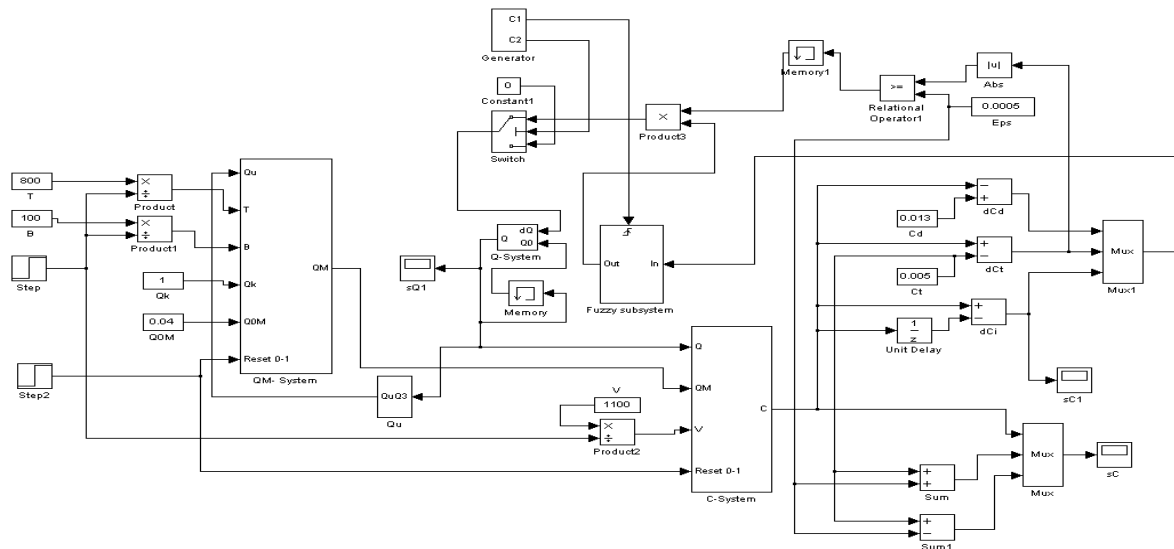 C1
C2
Generator
0
Constant1
Switch
×
Product3
Memory1
>=
Relational
Operator1
|u|
Abs
0.0005
Eps
800
T
×
÷
Product
100
B
×
÷
Product1
Step
1
Qk
0.04
Q0M
Step2
Qu
T
B
Qk
Q0M
Reset 0-1
QM
QM- System
dQ
Q
Q0
Q-System
sQ1
Memory
Out
In
Fuzzy subsystem
QuQ3
Qu
V
1100
×
÷
Product2
Q
QM
V
Reset 0-1
C
C-System
−
+
dCd
0.013
Cd
+
−
dCt
0.005
Ct
+
−
dCi
1
z
Unit Delay
Mux
Mux1
sC1
Mux
Mux
sC
+
+
Sum
+
−
Sum1